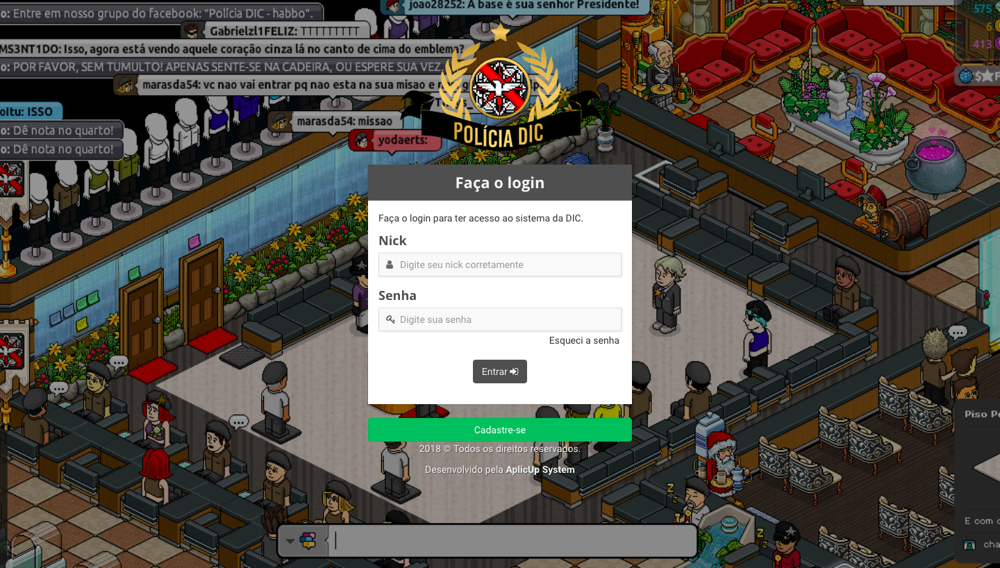 o: Entre em nosso grupo do facebook: "Polícia DIC - habbo".
joao28252: A base é sua senhor Presidente!
575
Gabrielzl1FELIZ: TTTTTTTTT
6
413
MS3NT1DO: Isso, agora está vendo aquele coração cinza lá no canto de cima do emblema?
o: POR FAVOR, SEM TUMULTO! APENAS SENTE-SE NA CADEIRA, OU ESPERE SUA VEZ
marasda54: vc nao vai entrar pq nao esta na sua misao e n
oltu: ISSO
marasda54: missao
o: Dê nota no quarto!
yodaerts:
o: Dê nota no quarto!
POLÍCIA DIC
Faça o login
Faça o login para ter acesso ao sistema da DIC.
Nick
Digite seu nick corretamente
Senha
Digite sua senha
Esqueci a senha
Entrar
Cadastre-se
2018 © Todos os direitos reservados.
Desenvolvido pela AplicUp System
Piso Pe
E com
cha